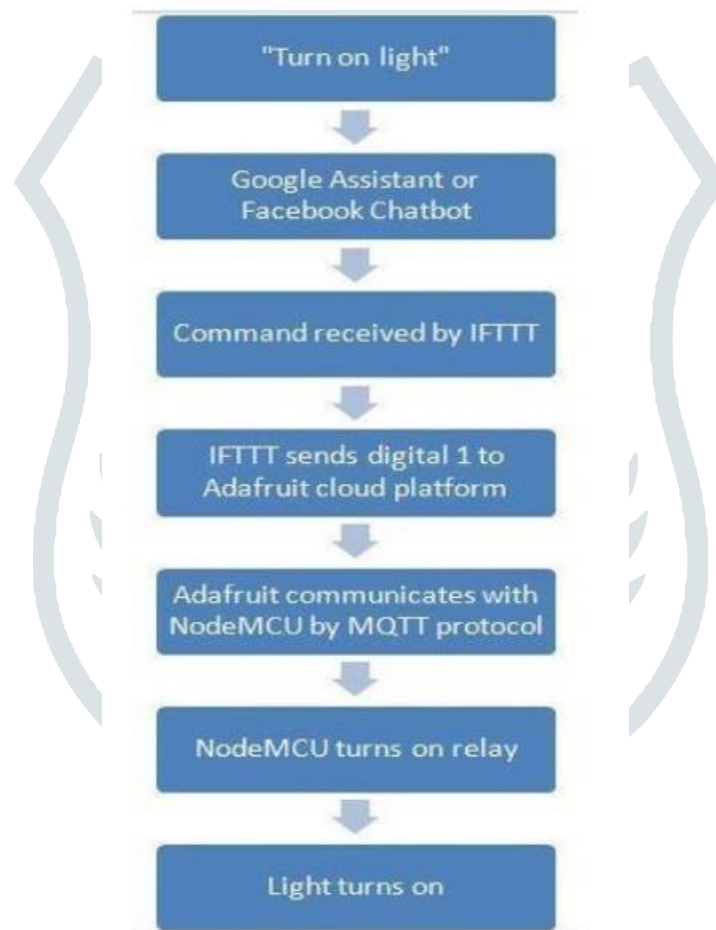 "Turn on light"
Google Assistant or
Facebook Chatbot
Command received by IFTTT
IFTTT sends digital 1 to
Adafruit cloud platform
Adafruit communicates with
NodeMCU by MQTT protocol
NodeMCU turns on relay
Light turns on